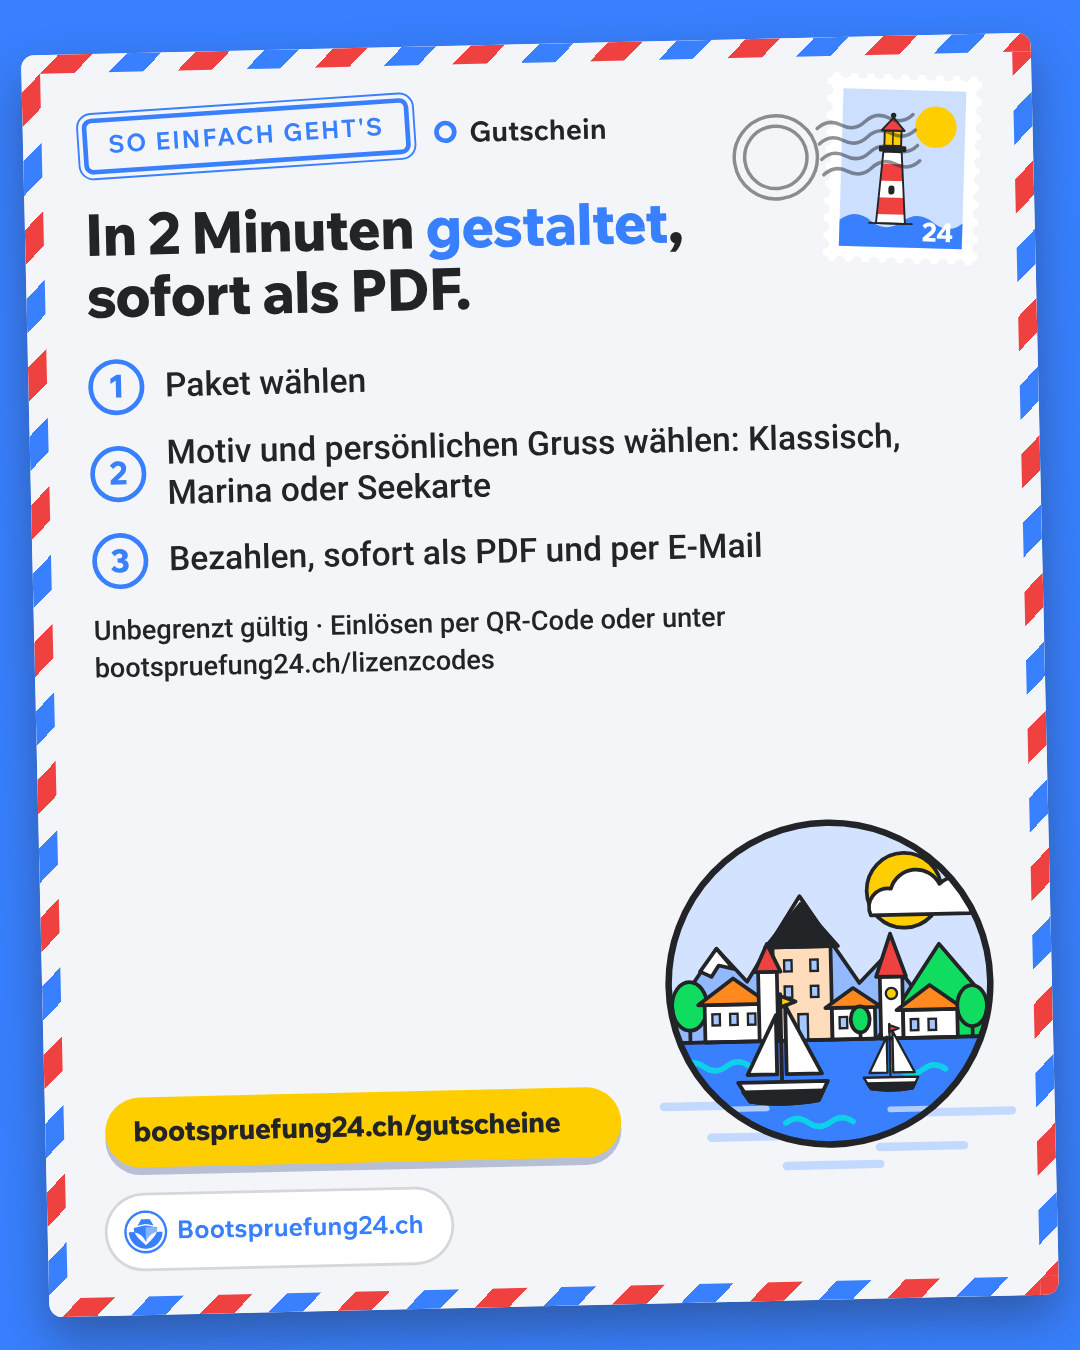 SO EINFACH GEHT'S
Gutschein
24
In 2 Minuten gestaltet,
sofort als PDF.
1 Paket wählen
2 Motiv und persönlichen Gruss wählen: Klassisch,
Marina oder Seekarte
3 Bezahlen, sofort als PDF und per E-Mail
Unbegrenzt gültig · Einlösen per QR-Code oder unter
bootspruefung24.ch/lizenzcodes
bootspruefung24.ch/gutscheine
Bootspruefung24.ch